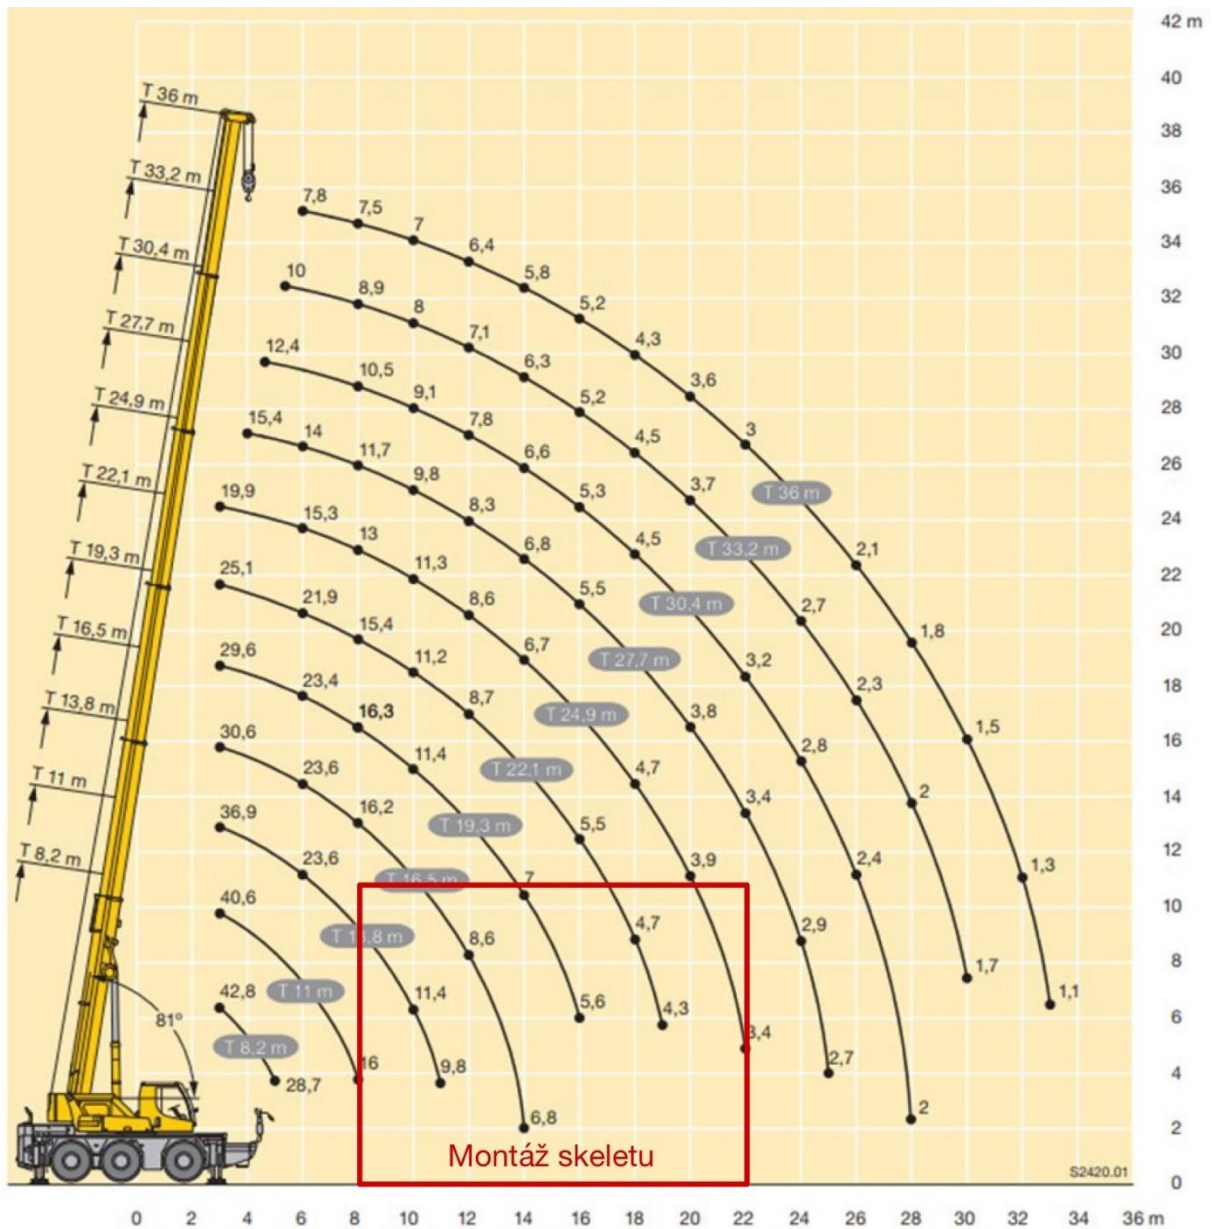 42 m
40
38
36
34
32
30
28
26
24
22
20
18
16
14
12
10
8
6
4
2
0
T 36 m
T 33,2 m
T 30,4 m
T 27,7 m
T 24,9 m
T 22,1 m
T 19,3 m
T 16,5 m
T 13,8 m
T 11 m
T 8,2 m
81°
7,8 7,5 7 6,4 5,8 5,2 4,3 3,6 3 2,1 1,8 1,5 1,3 1,1
T 36 m
10 8,9 8 7,1 6,3 5,2 4,5 3,7 2,7 2,3 2 1,7
T 33,2 m
12,4 10,5 9,1 7,8 6,6 5,3 4,5 3,2 2,8 2,4 2
T 30,4 m
15,4 14 11,7 9,8 8,3 6,8 5,5 3,8 3,4 2,9 2,7
T 27,7 m
19,9 15,3 13 11,3 8,6 6,7 4,7 3,9 3,4
T 24,9 m
25,1 21,9 15,4 11,2 8,7 5,5 4,7 4,3
T 22,1 m
29,6 23,4 16,3 11,4 7 5,6
T 19,3 m
30,6 23,6 16,2 8,6 6,8
T 16,5 m
36,9 23,6 11,4 9,8
T 13,8 m
40,6 16
T 11 m
42,8 28,7
T 8,2 m
Montáž skeletu
S2420.01
0 2 4 6 8 10 12 14 16 18 20 22 24 26 28 30 32 34 36 m